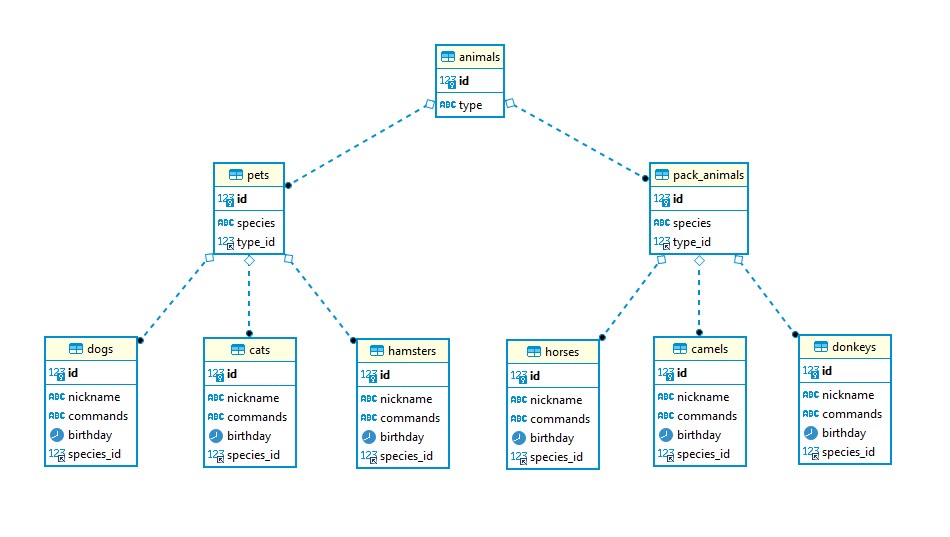 animals
123 id
ABC type
pets
123 id
ABC species
123 type_id
pack_animals
123 id
ABC species
123 type_id
dogs
123 id
ABC nickname
ABC commands
birthday
123 species_id
cats
123 id
ABC nickname
ABC commands
birthday
123 species_id
hamsters
123 id
ABC nickname
ABC commands
birthday
123 species_id
horses
123 id
ABC nickname
ABC commands
birthday
123 species_id
camels
123 id
ABC nickname
ABC commands
birthday
123 species_id
donkeys
123 id
ABC nickname
ABC commands
birthday
123 species_id